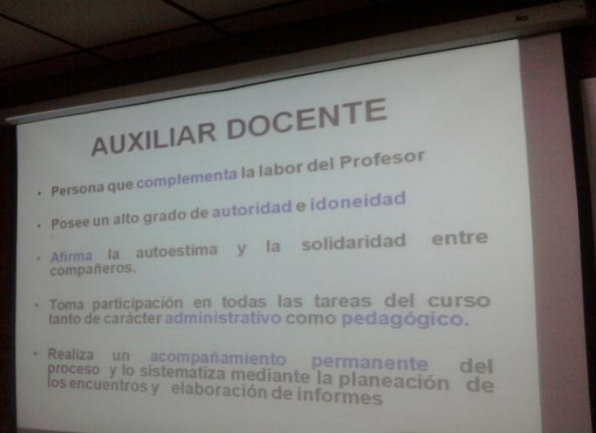 AUXILIAR DOCENTE
• Persona que complementa la labor del Profesor
• Posee un alto grado de autoridad e idoneidad
• Afirma la autoestima y la solidaridad entre
compañeros.
• Toma participación en todas las tareas del curso
tanto de carácter administrativo como pedagógico.
• Realiza un acompañamiento permanente del
proceso y lo sistematiza mediante la planeación de
los encuentros y elaboración de informes